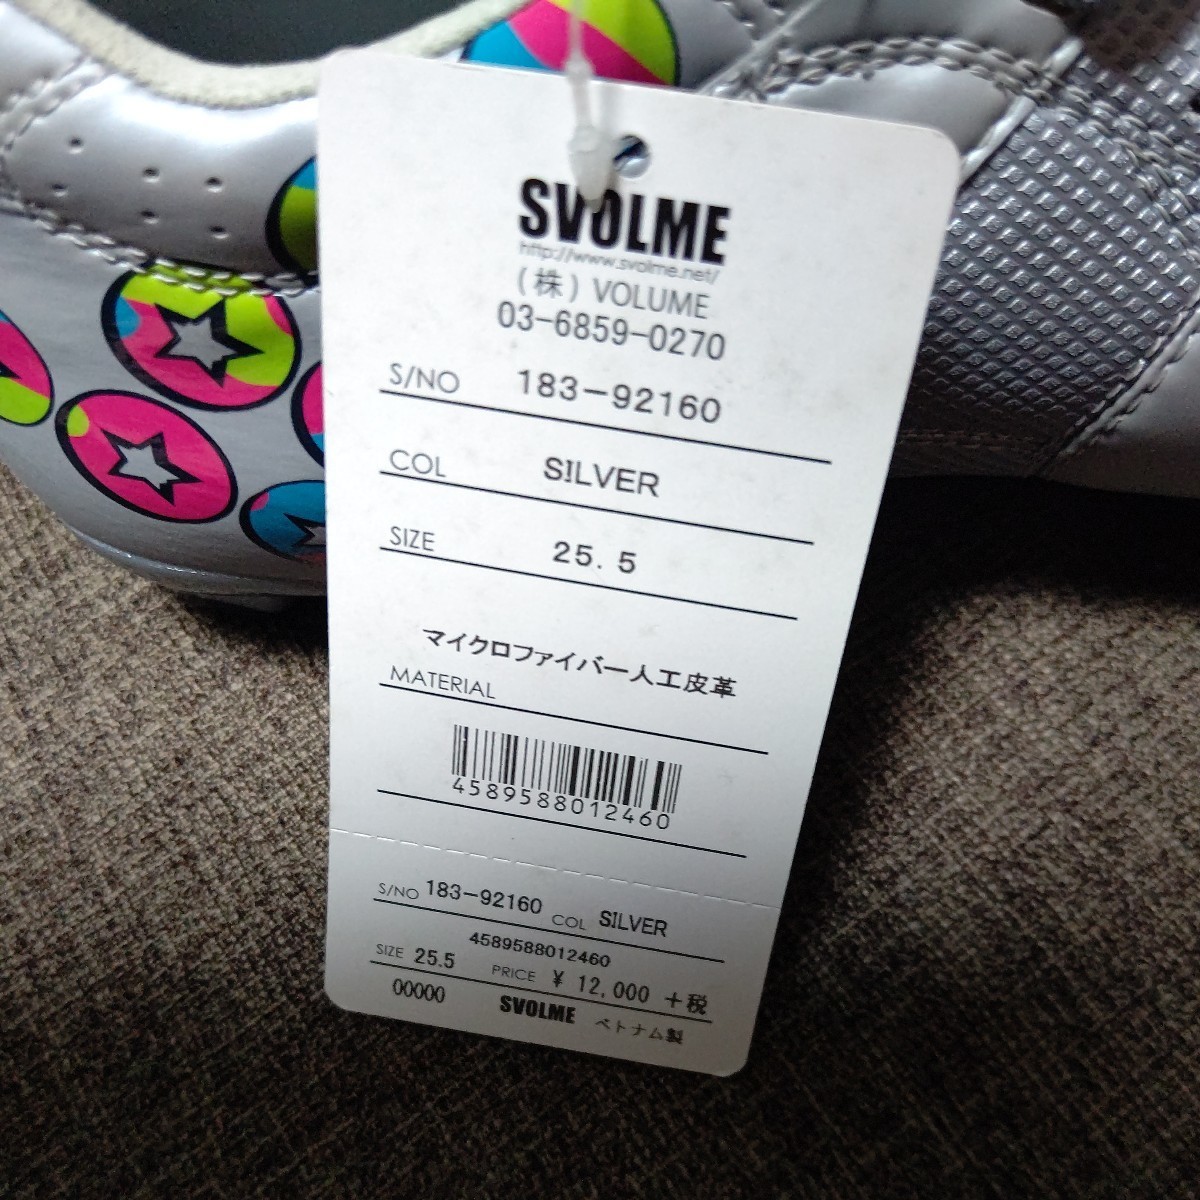 SVOLME
http://www.svolme.net/
(株) VOLUME
03-6859-0270
S/NO 183-92160
COL SILVER
SIZE 25.5
マイクロファイバー人工皮革
MATERIAL
4589588012460
S/NO 183-92160 COL SILVER
4589588012460
SIZE 25.5 PRICE ¥ 12,000 +税
00000 SVOLME ベトナム製